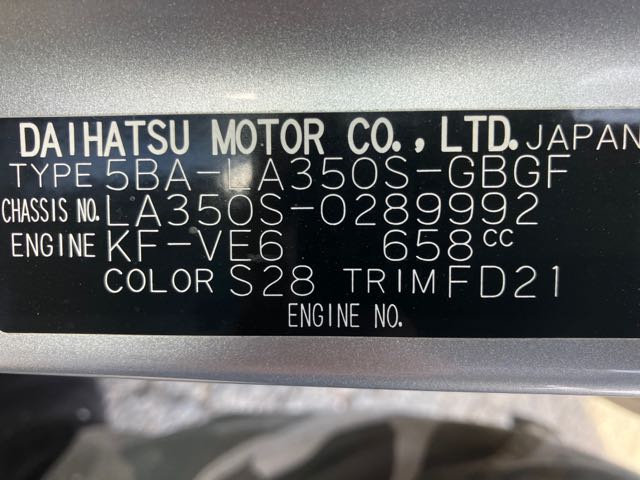 DAIHATSU MOTOR CO., LTD. JAPAN
TYPE 5BA-LA350S-GBGF
CHASSIS NO. LA350S-0289992
ENGINE KF-VE6 658cc
COLOR S28 TRIM FD21
ENGINE NO.